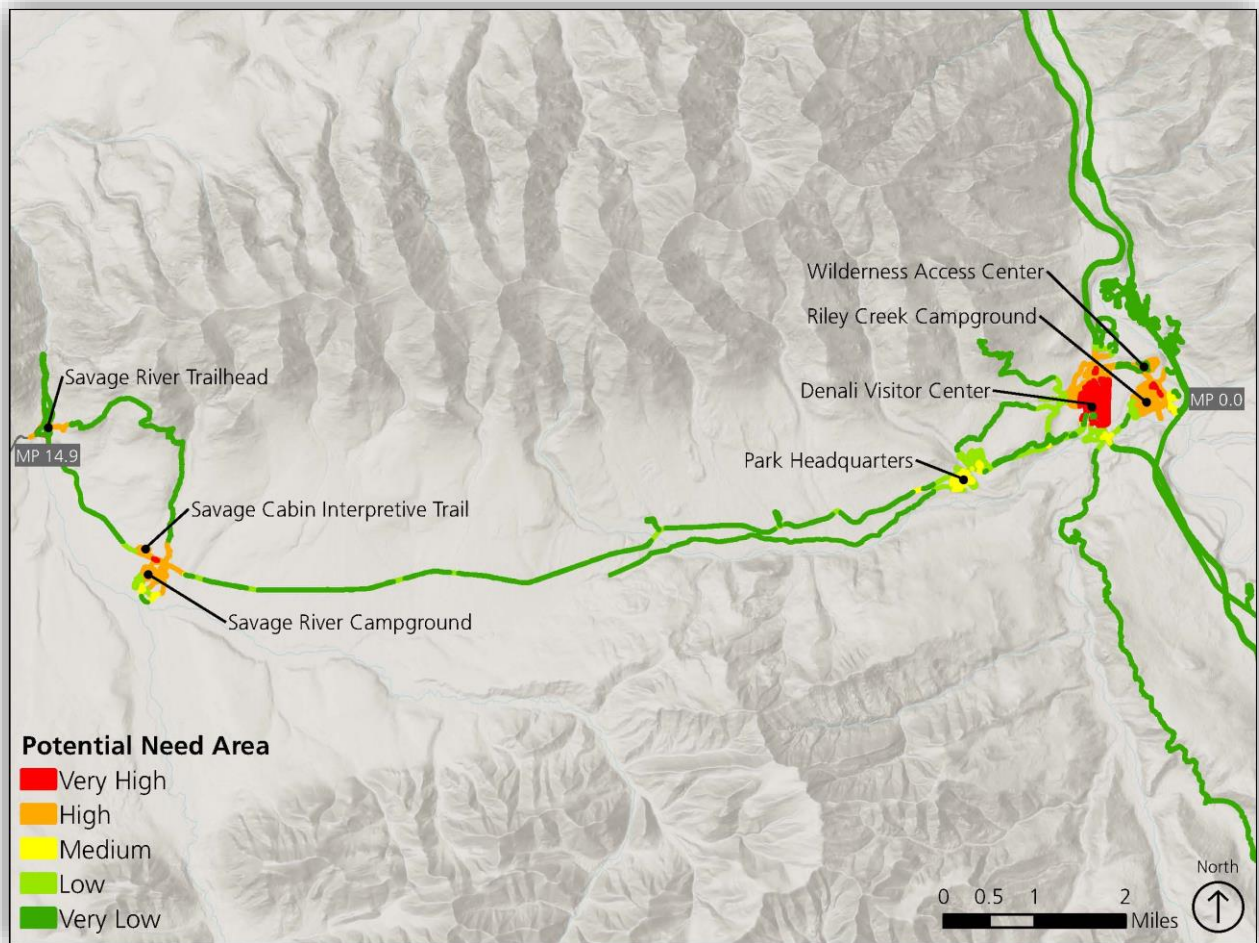 Wilderness Access Center
Riley Creek Campground
Savage River Trailhead
Denali Visitor Center
MP 0.0
MP 14.9
Park Headquarters
Savage Cabin Interpretive Trail
Savage River Campground
Potential Need Area
Very High
High
Medium
Low
Very Low
North
0 0.5 1 2
Miles